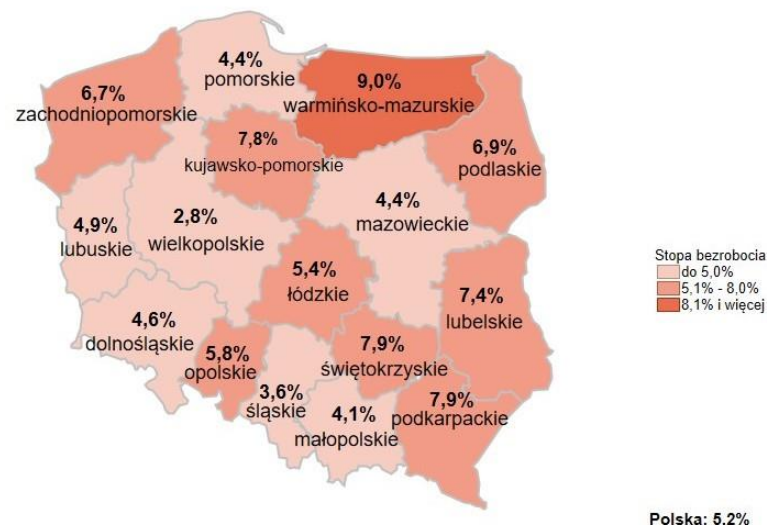 4,4%
pomorskie
9,0%
warmińsko-mazurskie
6,7%
zachodniopomorskie
7,8%
kujawsko-pomorskie
6,9%
podlaskie
4,4%
mazowieckie
4,9%
lubuskie
2,8%
wielkopolskie
5,4%
łódzkie
7,4%
lubelskie
4,6%
dolnośląskie
5,8%
opolskie
3,6%
śląskie
7,9%
świętokrzyskie
4,1%
małopolskie
7,9%
podkarpackie
Stopa bezrobocia
do 5,0%
5,1% - 8,0%
8,1% i więcej
Polska: 5,2%